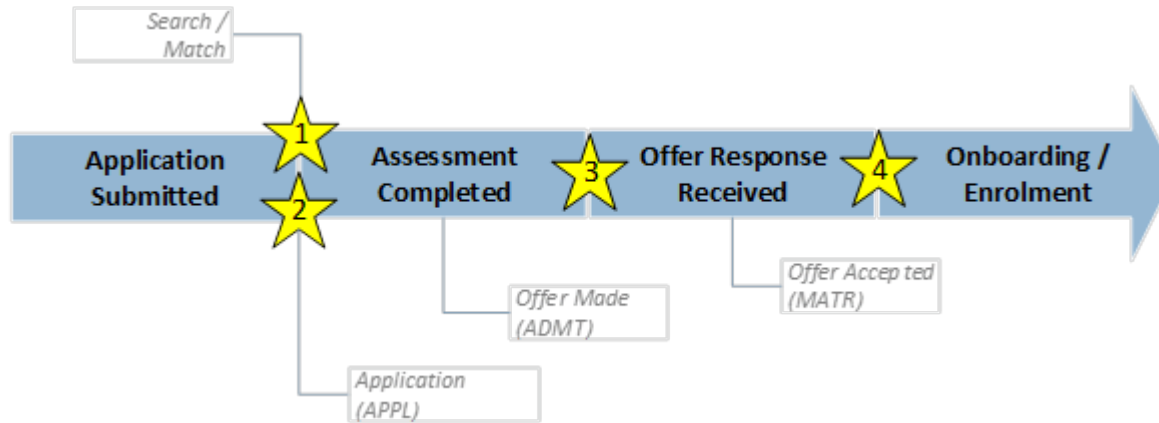 Search /
Match
1
Application
Submitted
2
Assessment
Completed
3
Offer Response
Received
4
Onboarding /
Enrolment
Offer Made
(ADMT)
Offer Accepted
(MATR)
Application
(APPL)